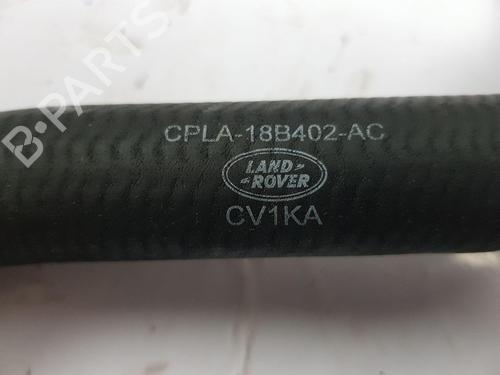 CPLA-18B402-AC
LAND-
-ROVER
CV1KA
B-PARTS